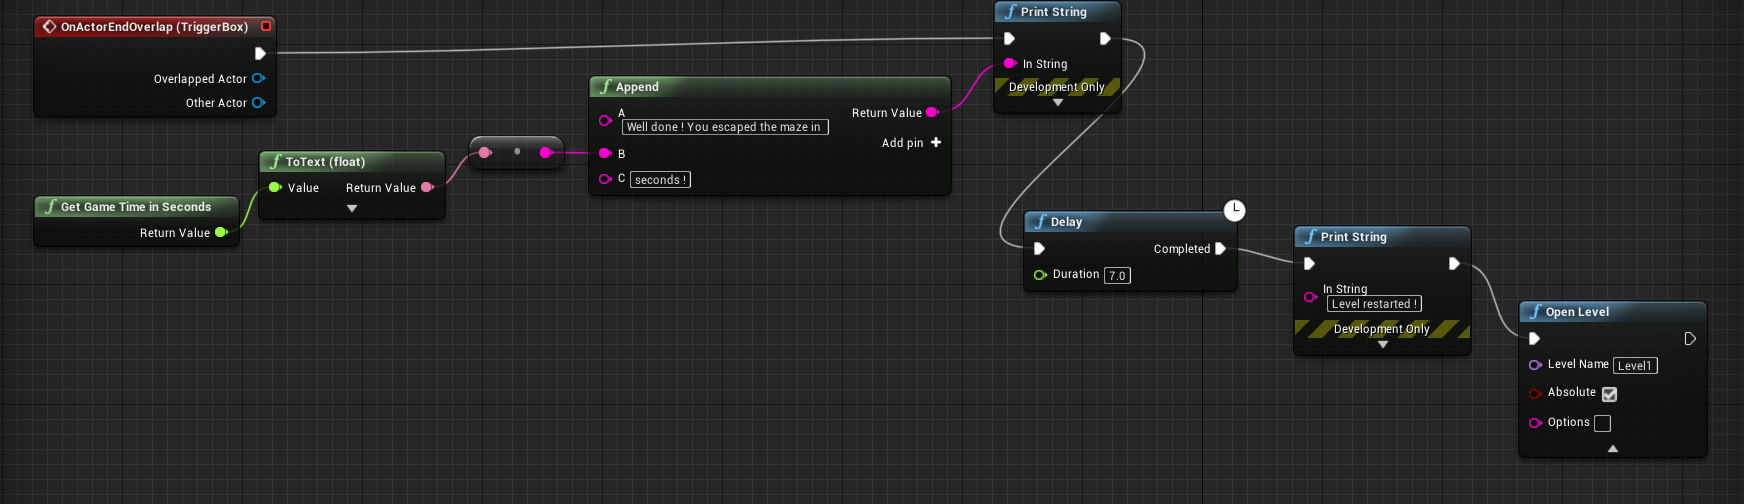 OnActorEndOverlap (TriggerBox)
Overlapped Actor
Other Actor
Get Game Time in Seconds
Return Value
ToText (float)
Value
Return Value
Append
A
Well done ! You escaped the maze in
B
C
seconds !
Return Value
Add pin
Print String
In String
Development Only
Delay
Completed
Duration 7.0
Print String
In String
Level restarted !
Development Only
Open Level
Level Name Level1
Absolute
Options